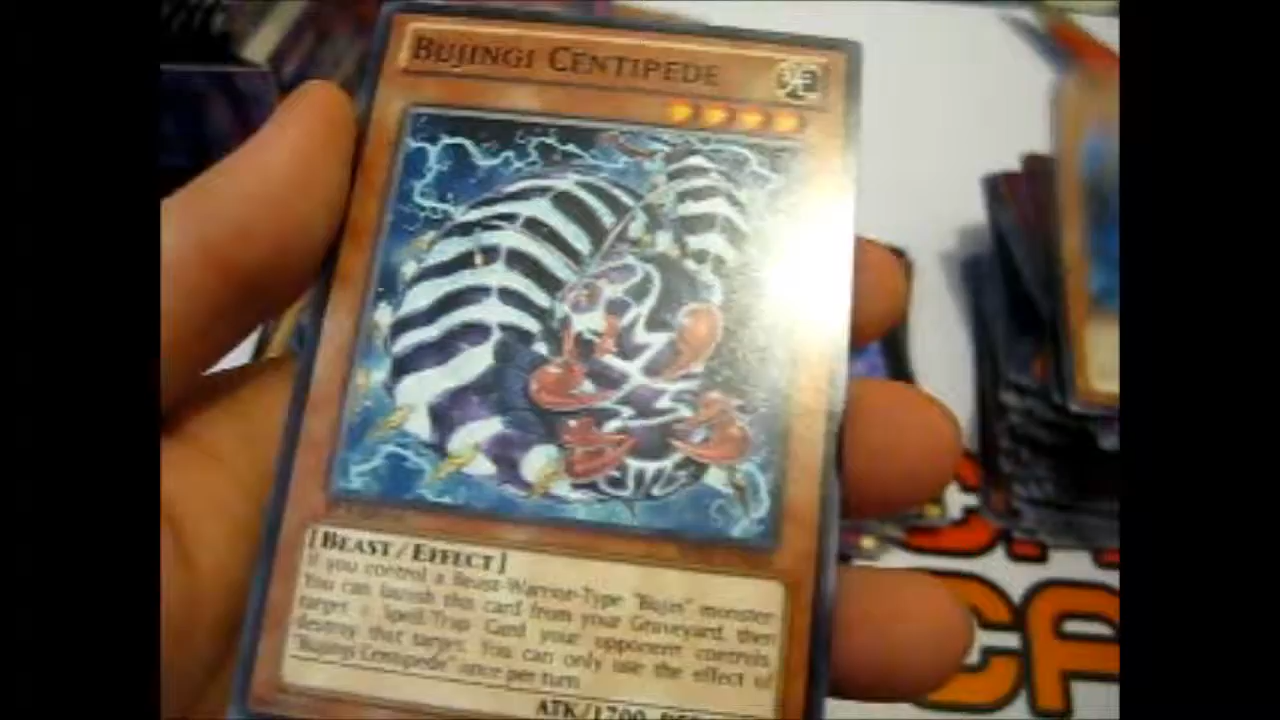 BUJINGI CENTIPEDE
[BEAST/EFFECT]
If you control a Beast-Warrior-Type "Bujin" monster:
You can banish this card from your Graveyard, then
target 1 Spell/Trap Card your opponent controls;
destroy that target. You can only use the effect of
"Bujingi Centipede" once per turn.
ATK/1700
CA